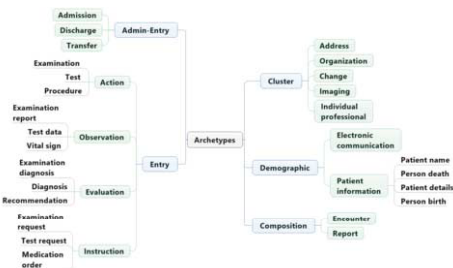 Admission
Discharge
Transfer
Admin-Entry
Examination
Test
Procedure
Action
Examination
report
Test data
Vital sign
Observation
Examination
diagnosis
Diagnosis
Recommendation
Evaluation
Examination
request
Test request
Medication
order
Instruction
Entry
Archetypes
Cluster
Address
Organization
Change
Imaging
Individual
professional
Demographic
Electronic
communication
Patient
information
Patient name
Person death
Patient details
Person birth
Composition
Encounter
Report